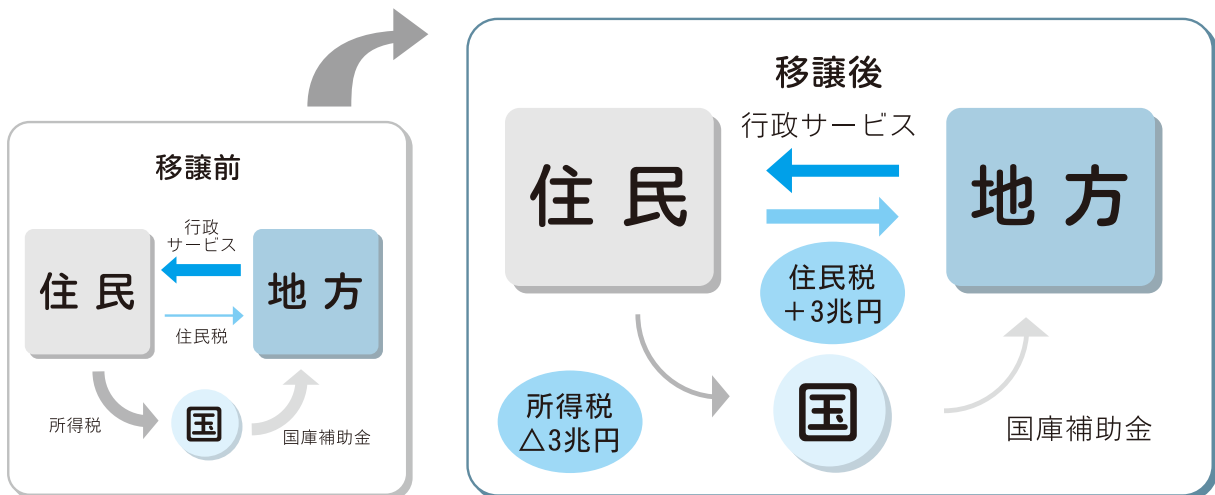 移譲前
行政
サービス
住民
地方
住民税
所得税
国
国庫補助金
移譲後
行政サービス
住民
地方
住民税
＋3兆円
所得税
△3兆円
国
国庫補助金